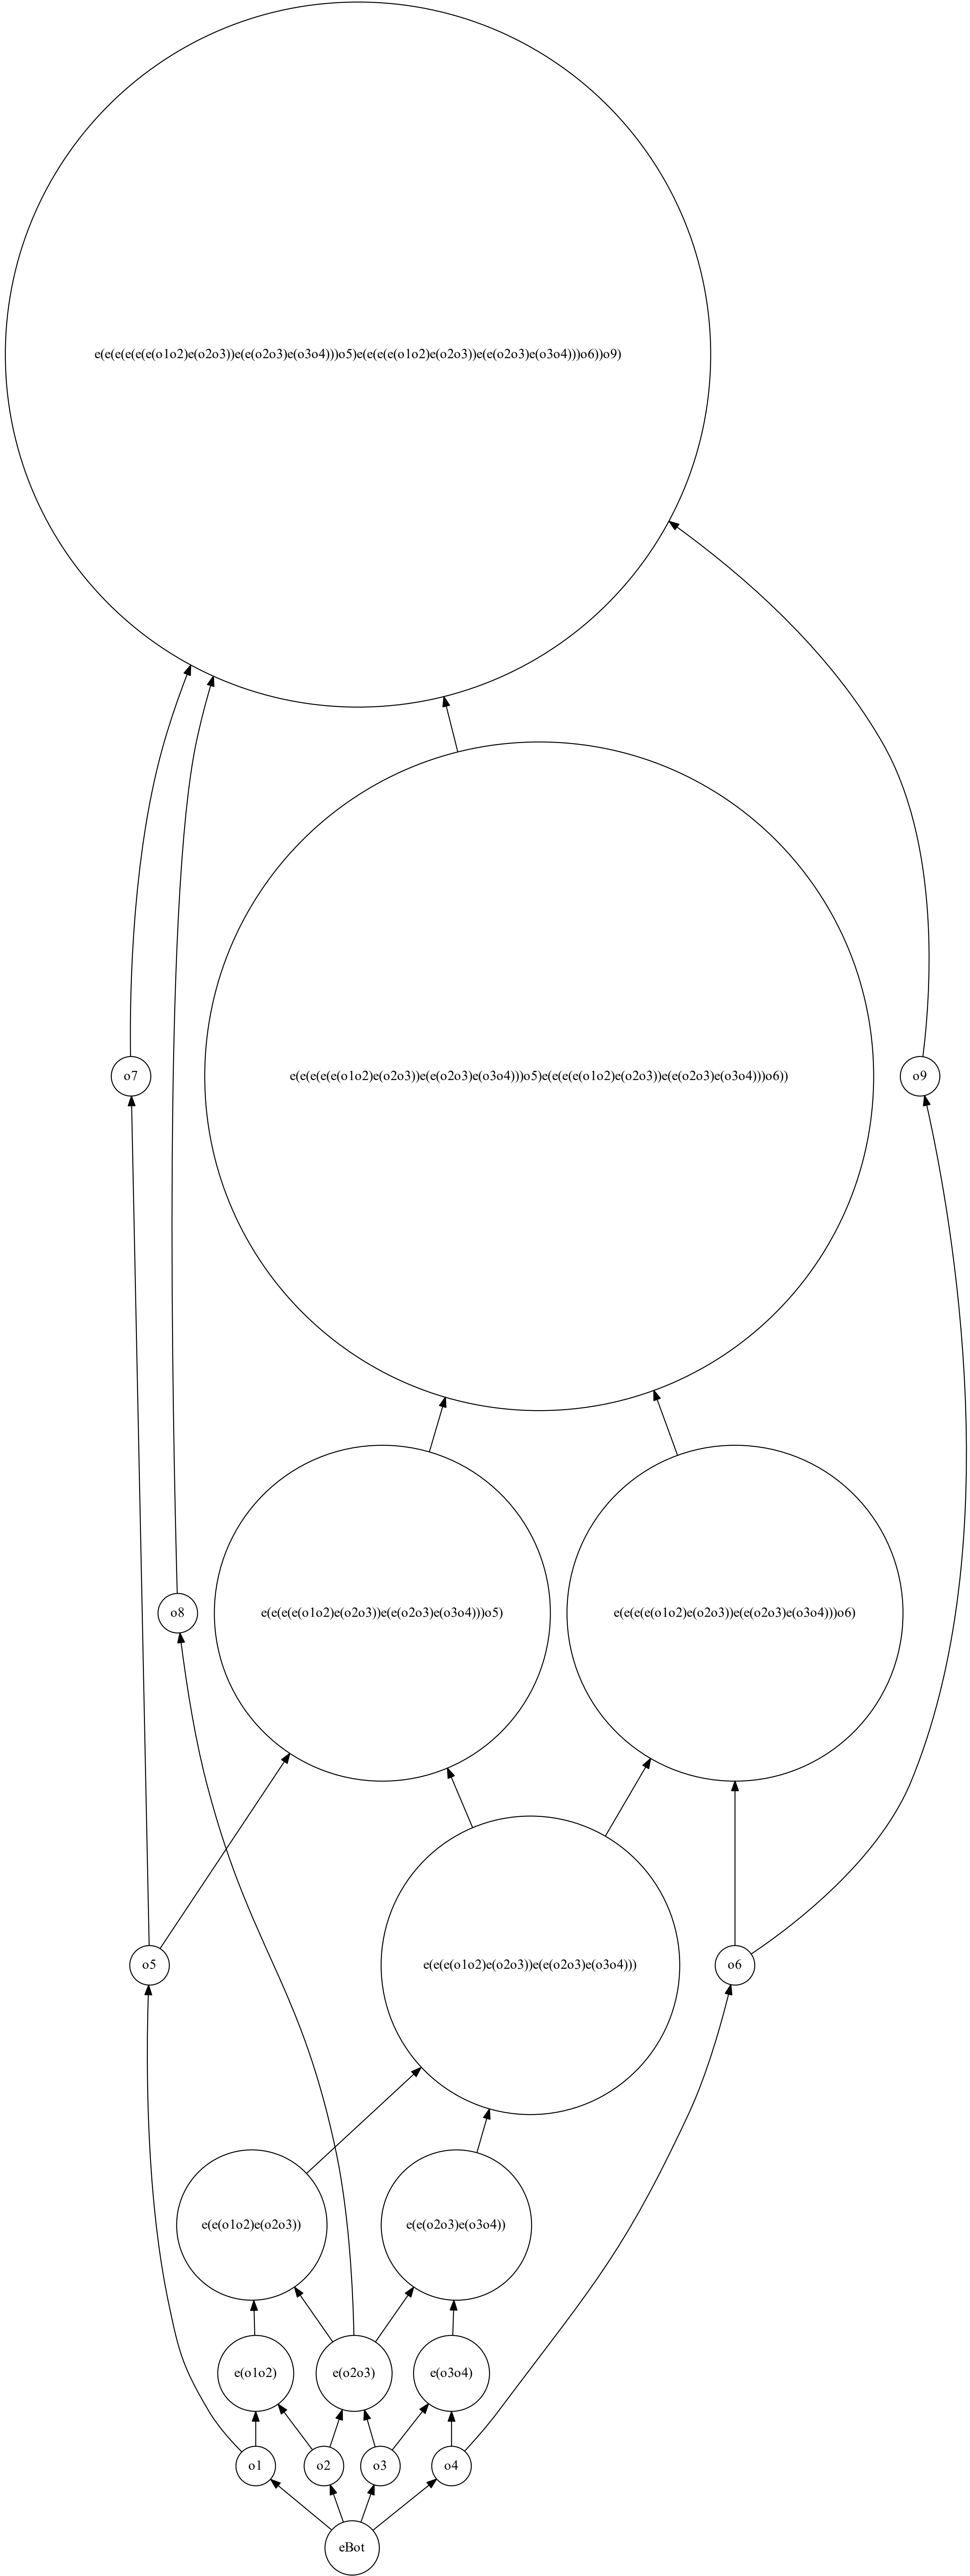 e(e(e(e(e(e(o1o2)e(o2o3))e(e(o2o3)e(o3o4)))o5)e(e(e(e(o1o2)e(o2o3))e(e(o2o3)e(o3o4)))o6))o9)
o7
e(e(e(e(e(o1o2)e(o2o3))e(e(o2o3)e(o3o4)))o5)e(e(e(e(o1o2)e(o2o3))e(e(o2o3)e(o3o4)))o6))
o9
o8
e(e(e(e(o1o2)e(o2o3))e(e(o2o3)e(o3o4)))o5)
e(e(e(e(o1o2)e(o2o3))e(e(o2o3)e(o3o4)))o6)
o5
e(e(e(o1o2)e(o2o3))e(e(o2o3)e(o3o4)))
o6
e(e(o1o2)e(o2o3))
e(e(o2o3)e(o3o4))
e(o1o2)
e(o2o3)
e(o3o4)
o1
o2
o3
o4
eBot